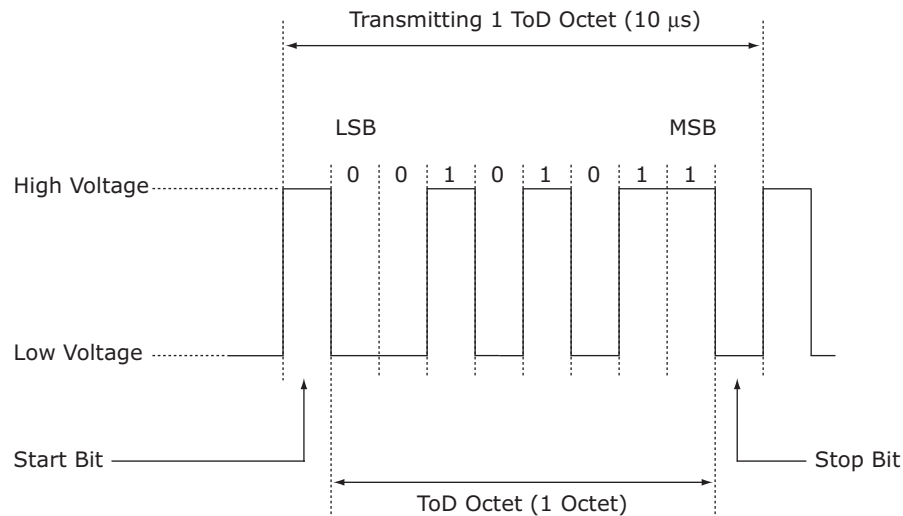 Transmitting 1 ToD Octet (10 μs)
LSB MSB
0 0 1 0 1 0 1 1
High Voltage
Low Voltage
Start Bit
Stop Bit
ToD Octet (1 Octet)